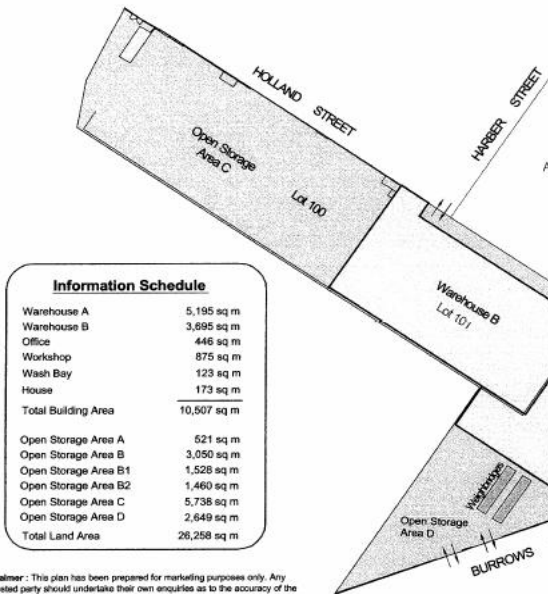 HOLLAND STREET
HARBER STREET
Open Storage
Area C
Lot 100
Warehouse B
Lot 101
Information Schedule
Warehouse A 5,195 sq m
Warehouse B 3,695 sq m
Office 446 sq m
Workshop 875 sq m
Wash Bay 123 sq m
House 173 sq m
Total Building Area 10,507 sq m
Open Storage Area A 521 sq m
Open Storage Area B 3,050 sq m
Open Storage Area B1 1,528 sq m
Open Storage Area B2 1,460 sq m
Open Storage Area C 5,738 sq m
Open Storage Area D 2,649 sq m
Total Land Area 26,258 sq m
Weighbridges
Open Storage
Area D
BURROWS
aimer : This plan has been prepared for marketing purposes only. Any
ested party should undertake their own enquiries as to the accuracy of the